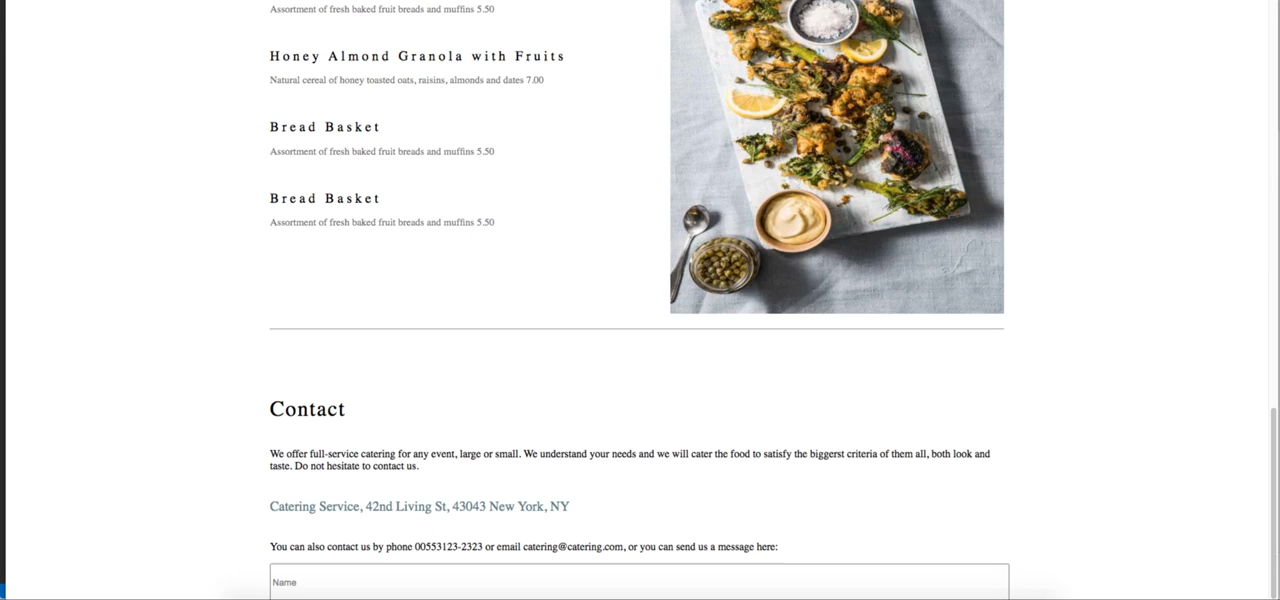 Assortment of fresh baked fruit breads and muffins 5.50
Honey Almond Granola with Fruits
Natural cereal of honey toasted oats, raisins, almonds and dates 7.00
Bread Basket
Assortment of fresh baked fruit breads and muffins 5.50
Bread Basket
Assortment of fresh baked fruit breads and muffins 5.50
Contact
We offer full-service catering for any event, large or small. We understand your needs and we will cater the food to satisfy the biggerst criteria of them all, both look and
taste. Do not hesitate to contact us.
Catering Service, 42nd Living St, 43043 New York, NY
You can also contact us by phone 00553123-2323 or email catering@catering.com, or you can send us a message here:
Name